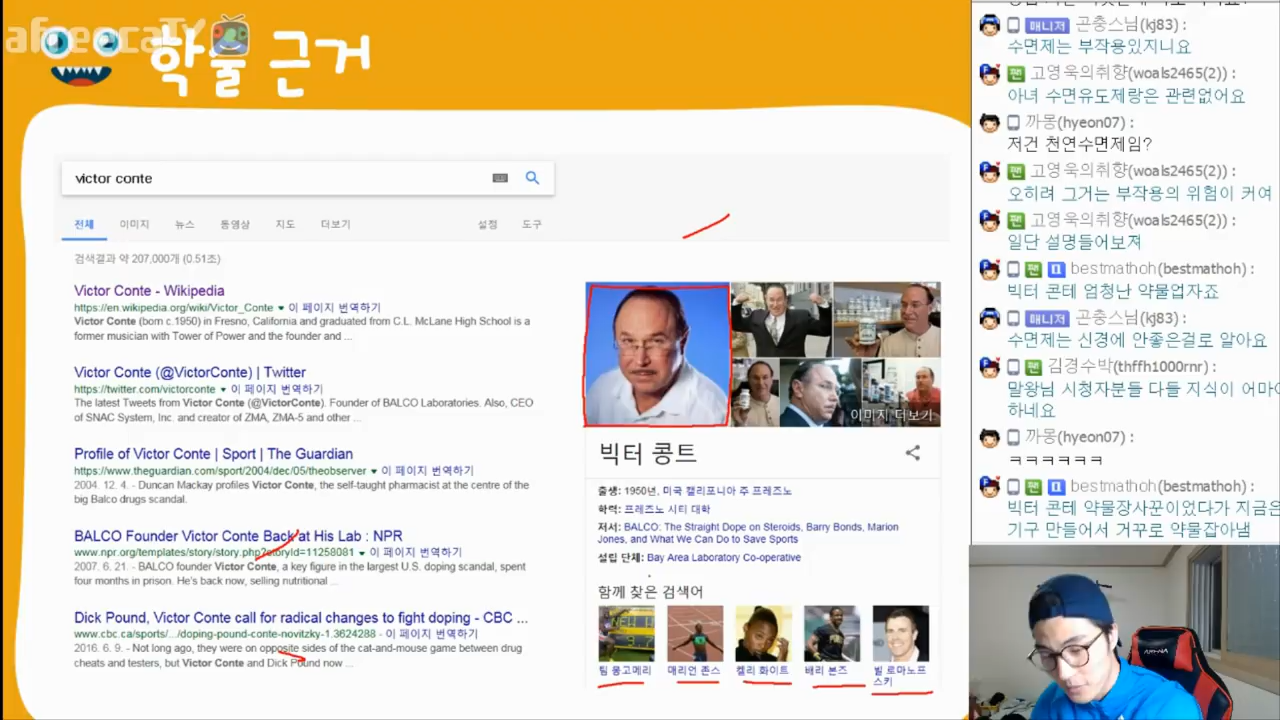 afreecaTV
victor conte
전체 이미지 뉴스 동영상 지도 더보기 설정 도구
검색결과 약 207,000개 (0.51초)
Victor Conte - Wikipedia
https://en.wikipedia.org/wiki/Victor_Conte ▾ 이 페이지 번역하기
Victor Conte (born c.1950) in Fresno, California and graduated from C.L. McLane High School is a
former musician with Tower of Power and the founder and ...
Victor Conte (@VictorConte) | Twitter
https://twitter.com/victorconte ▾ 이 페이지 번역하기
The latest Tweets from Victor Conte (@VictorConte). Founder of BALCO Laboratories. Also, CEO
of SNAC System, Inc. and creator of ZMA, ZMA-5 and other ...
Profile of Victor Conte | Sport | The Guardian
https://www.theguardian.com/sport/2004/dec/05/theobserver ▾ 이 페이지 번역하기
2004. 12. 4. - Duncan Mackay profiles Victor Conte, the self-taught pharmacist at the centre of the
big Balco drugs scandal.
BALCO Founder Victor Conte Back at His Lab : NPR
www.npr.org/templates/story/story.php?storyId=11258081 ▾ 이 페이지 번역하기
2007. 6. 21. - BALCO founder Victor Conte, a key figure in the largest U.S. doping scandal, spent
four months in prison. He's back now, selling nutritional ...
Dick Pound, Victor Conte call for radical changes to fight doping - CBC ...
www.cbc.ca/sports/.../doping-pound-conte-novitzky-1.3624288 ▾ 이 페이지 번역하기
2016. 6. 9. - Not long ago, they were on opposite sides of the cat-and-mouse game between drug
cheats and testers, but Victor Conte and Dick Pound now ...
이미지 더보기
빅터 콩트
출생: 1950년, 미국 캘리포니아 주 프레즈노
학력: 프레즈노 시티 대학
저서: BALCO: The Straight Dope on Steroids, Barry Bonds, Marion
Jones, and What We Can Do to Save Sports
설립 단체: Bay Area Laboratory Co-operative
함께 찾은 검색어
팀 몽고메리 매리언 존스 켈리 화이트 배리 본즈 빌 로마노프
스키
매니저 곤충스님(kj83) :
수면제는 부작용있지니요
팬 고영욱의취향(woals2465(2)) :
아녀 수면유도제랑은 관련없어요
까몽(hyeon07) :
저건 천연수면제임?
팬 고영욱의취향(woals2465(2)) :
오히려 그거는 부작용의 위험이 커여
팬 고영욱의취향(woals2465(2)) :
일단 설명들어보져
팬 bestmathoh(bestmathoh) :
빅터 콘테 엄청난 약물업자죠
매니저 곤충스님(kj83) :
수면제는 신경에 안좋은걸로 알아요
팬 김경수박(thffh1000rnr) :
말왕님 시청자분들 다들 지식이 어마
하네요
까몽(hyeon07) :
ㅋㅋㅋㅋㅋㅋ
팬 bestmathoh(bestmathoh) :
빅터 콘테 약물장사꾼이었다가 지금은
기구 만들어서 거꾸로 약물잡아냄